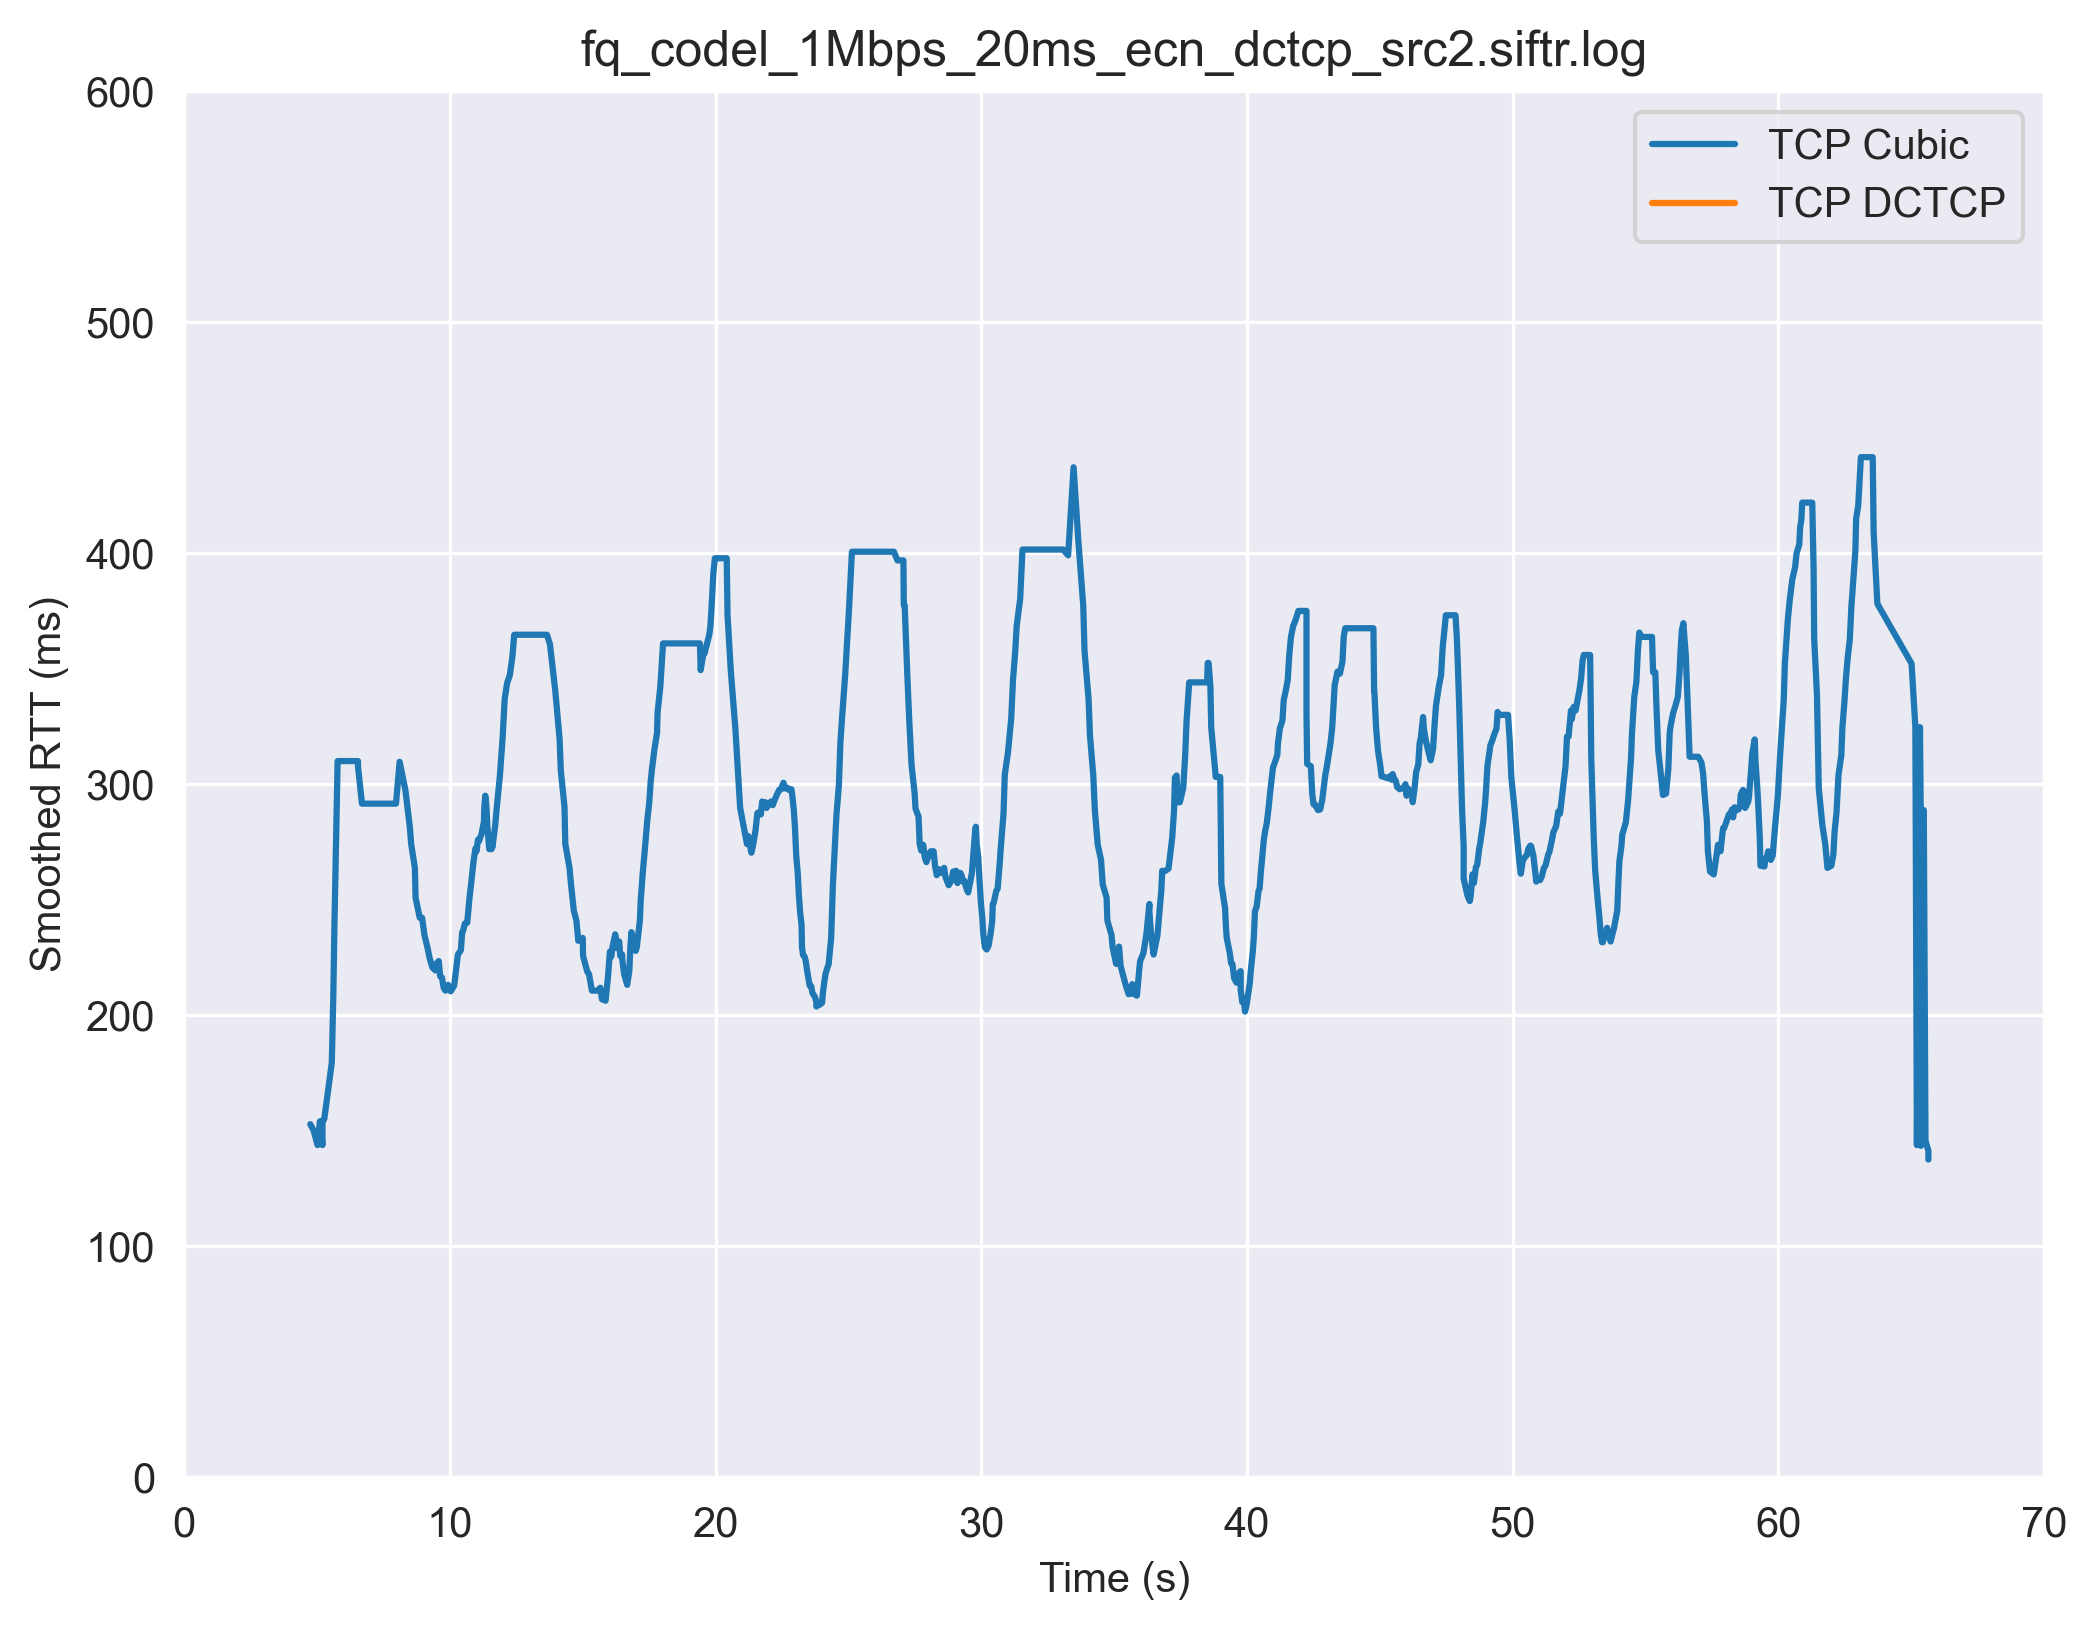 fq_codel_1Mbps_20ms_ecn_dctcp_src2.siftr.log
TCP Cubic
TCP DCTCP
Smoothed RTT (ms)
600
500
400
300
200
100
0
0 10 20 30 40 50 60 70
Time (s)